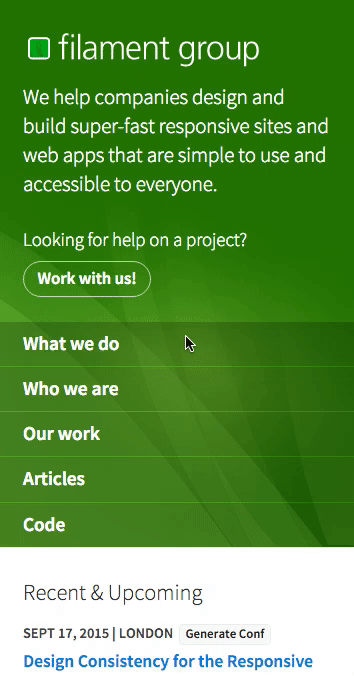 filament group
We help companies design and
build super-fast responsive sites and
web apps that are simple to use and
accessible to everyone.
Looking for help on a project?
Work with us!
What we do
Who we are
Our work
Articles
Code
Recent & Upcoming
SEPT 17, 2015 | LONDON Generate Conf
Design Consistency for the Responsive